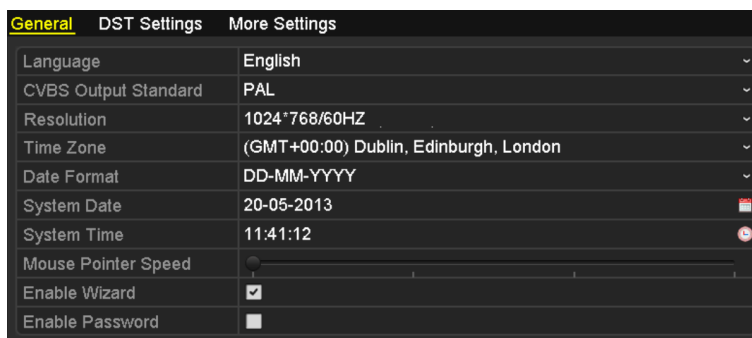 General DST Settings More Settings
Language English
CVBS Output Standard PAL
Resolution 1024*768/60HZ
Time Zone (GMT+00:00) Dublin, Edinburgh, London
Date Format DD-MM-YYYY
System Date 20-05-2013
System Time 11:41:12
Mouse Pointer Speed
Enable Wizard
Enable Password